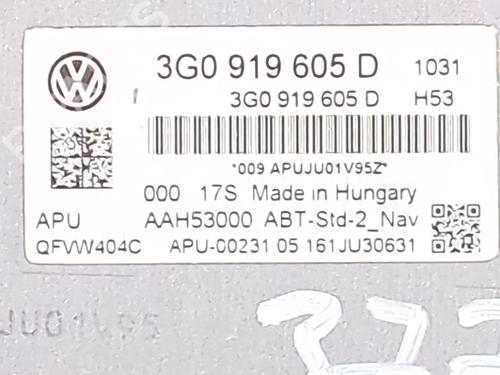 3G0 919 605 D 1031
3G0 919 605 D H53
*009 APUJU01V95Z*
000 17S Made in Hungary
APU AAH53000 ABT-Std-2_Nav
QFVW404C APU-00231 05 161JU30631
JU01V95